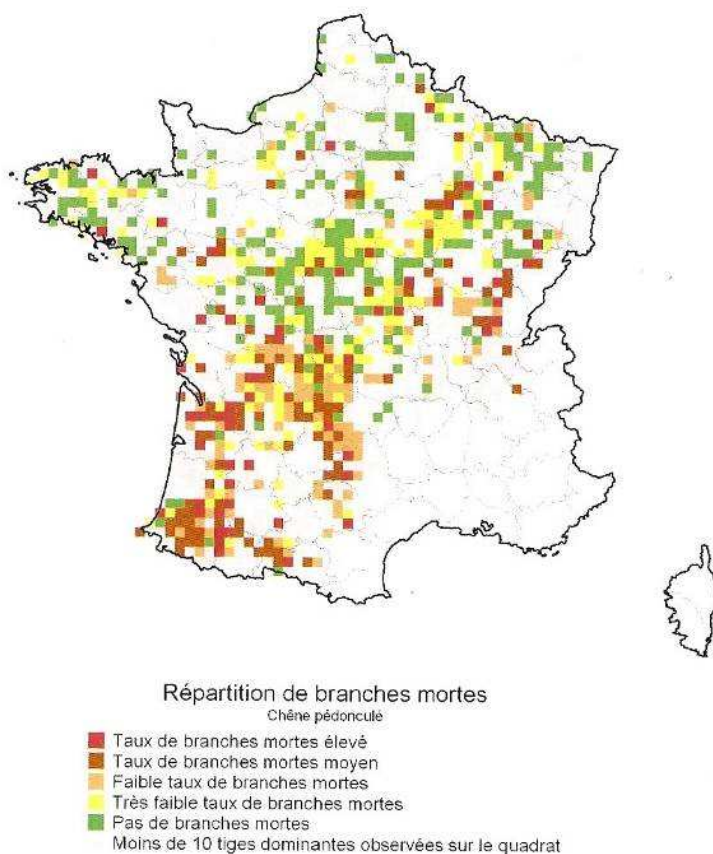 Répartition de branches mortes
Chêne pédonculé
Taux de branches mortes élevé
Taux de branches mortes moyen
Faible taux de branches mortes
Très faible taux de branches mortes
Pas de branches mortes
Moins de 10 tiges dominantes observées sur le quadrat